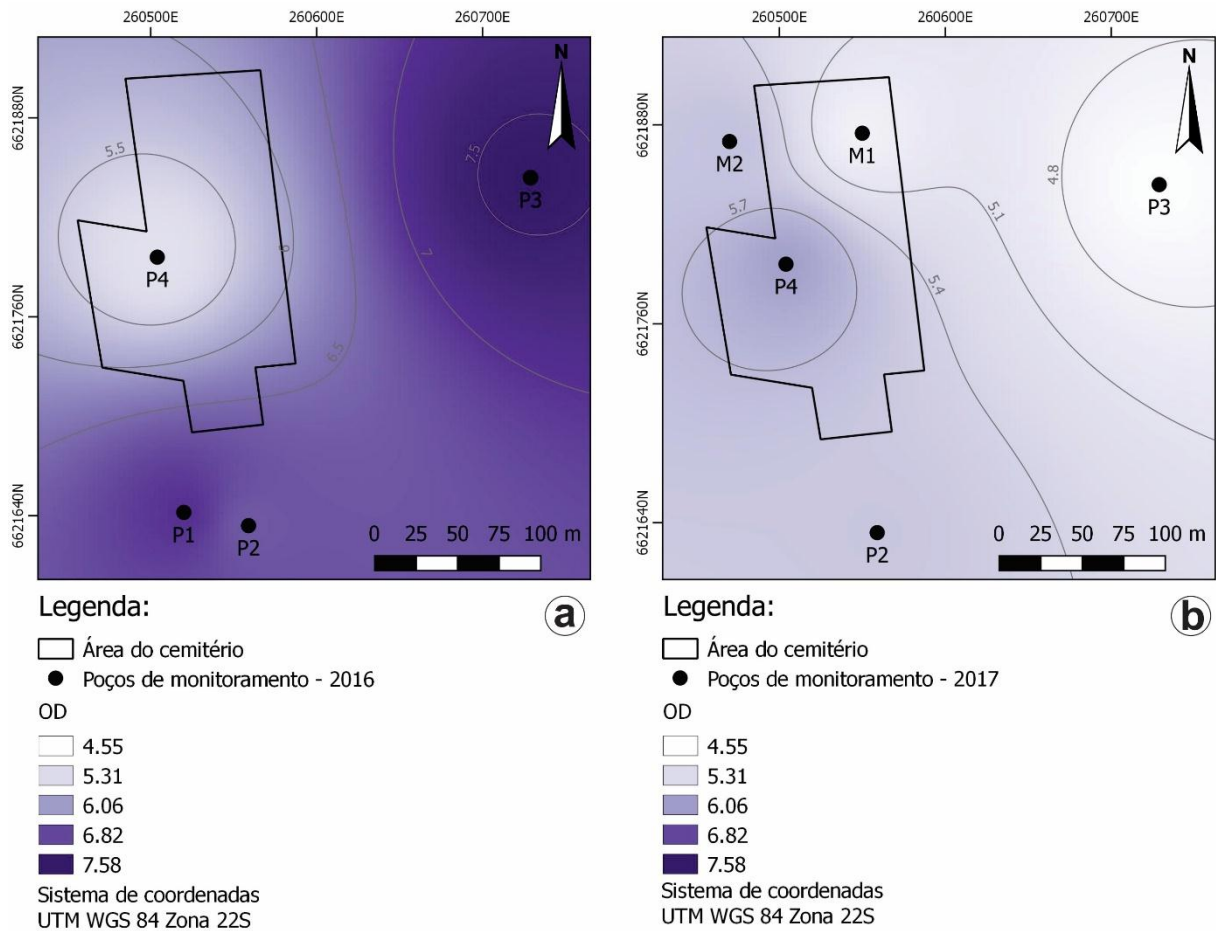 260500E 260600E 260700E
6621880N
6621760N
6621640N
N
5.5
6
6.5
7
7.5
P4
P3
P1
P2
0 25 50 75 100 m
Legenda:
a
Área do cemitério
Poços de monitoramento - 2016
OD
4.55
5.31
6.06
6.82
7.58
Sistema de coordenadas
UTM WGS 84 Zona 22S
260500E 260600E 260700E
6621880N
6621760N
6621640N
N
M2
M1
P3
4.8
5.7
5.1
5.4
P4
P2
0 25 50 75 100 m
Legenda:
b
Área do cemitério
Poços de monitoramento - 2017
OD
4.55
5.31
6.06
6.82
7.58
Sistema de coordenadas
UTM WGS 84 Zona 22S